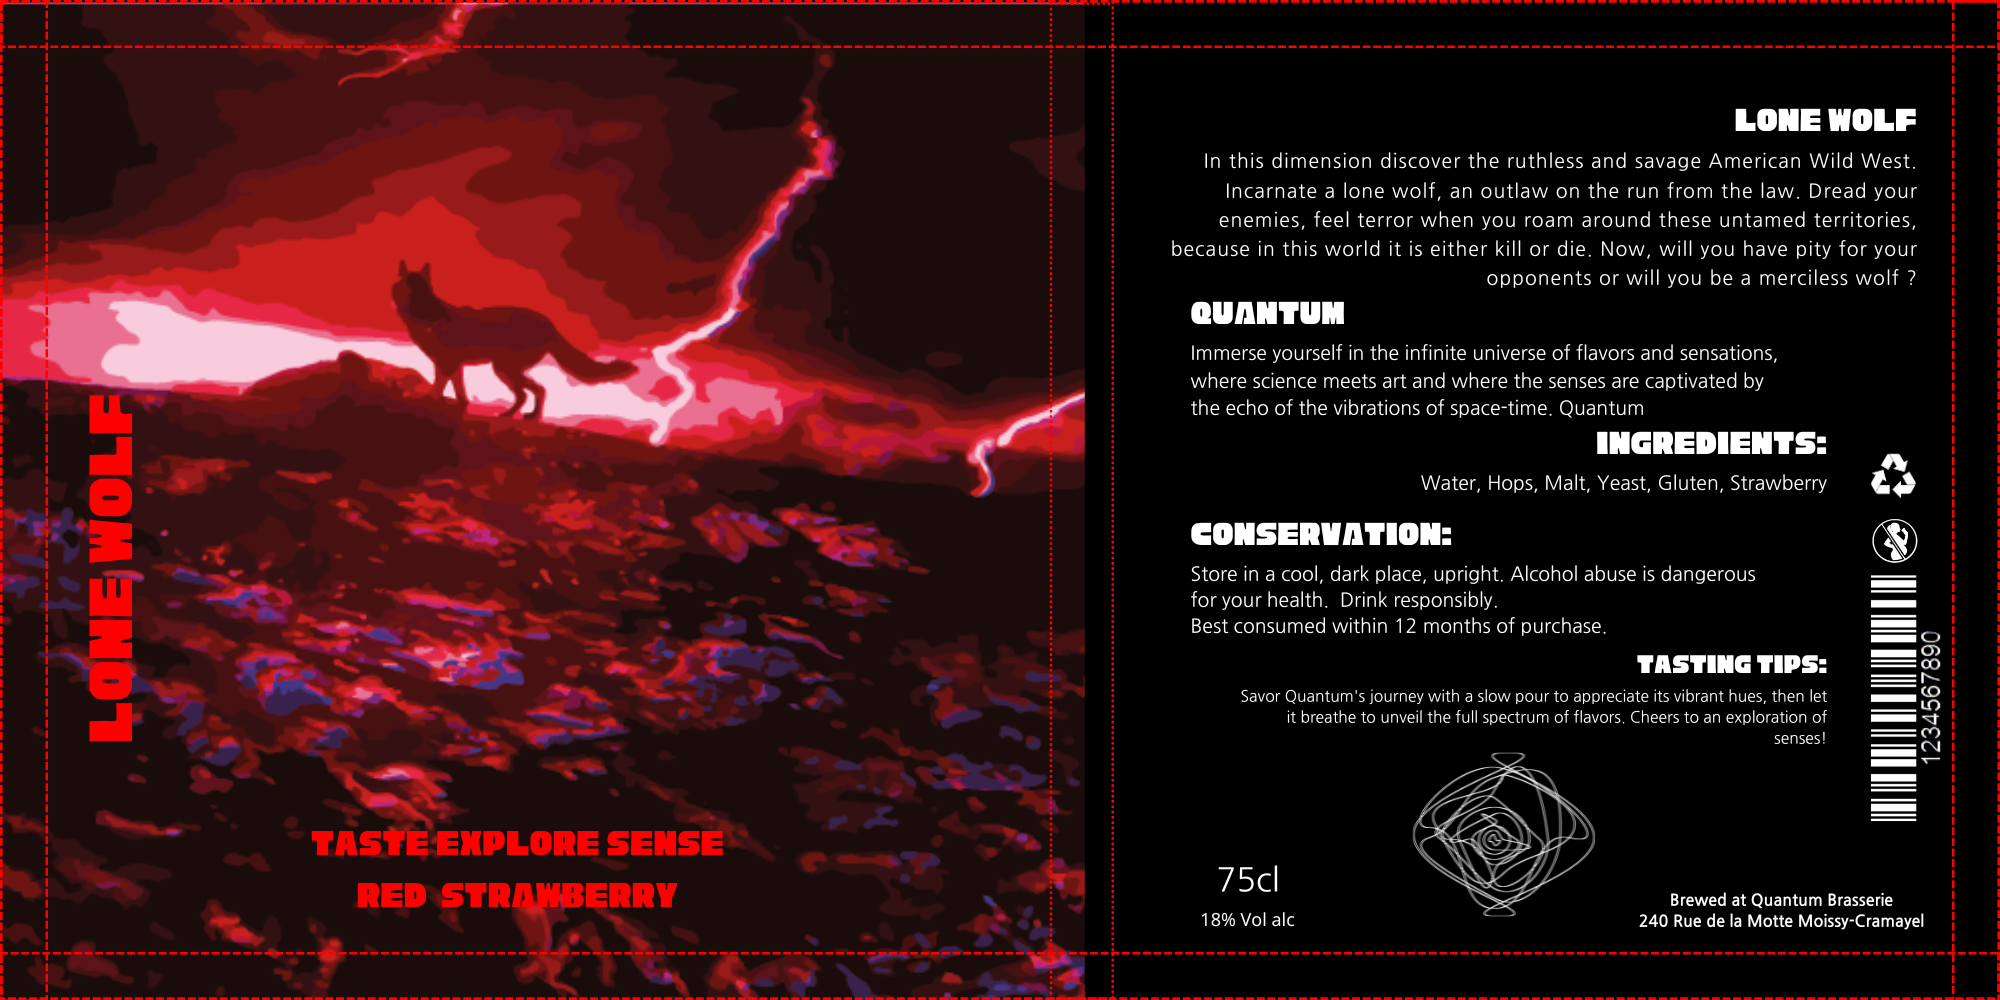 LONE WOLF
TASTE EXPLORE SENSE
RED STRAWBERRY
LONE WOLF
In this dimension discover the ruthless and savage American Wild West.
Incarnate a lone wolf, an outlaw on the run from the law. Dread your
enemies, feel terror when you roam around these untamed territories,
because in this world it is either kill or die. Now, will you have pity for your
opponents or will you be a merciless wolf ?
QUANTUM
Immerse yourself in the infinite universe of flavors and sensations,
where science meets art and where the senses are captivated by
the echo of the vibrations of space-time. Quantum
INGREDIENTS:
Water, Hops, Malt, Yeast, Gluten, Strawberry
CONSERVATION:
Store in a cool, dark place, upright. Alcohol abuse is dangerous
for your health. Drink responsibly.
Best consumed within 12 months of purchase.
TASTING TIPS:
Savor Quantum's journey with a slow pour to appreciate its vibrant hues, then let
it breathe to unveil the full spectrum of flavors. Cheers to an exploration of
senses!
1234567890
75cl
18% Vol alc
Brewed at Quantum Brasserie
240 Rue de la Motte Moissy-Cramayel